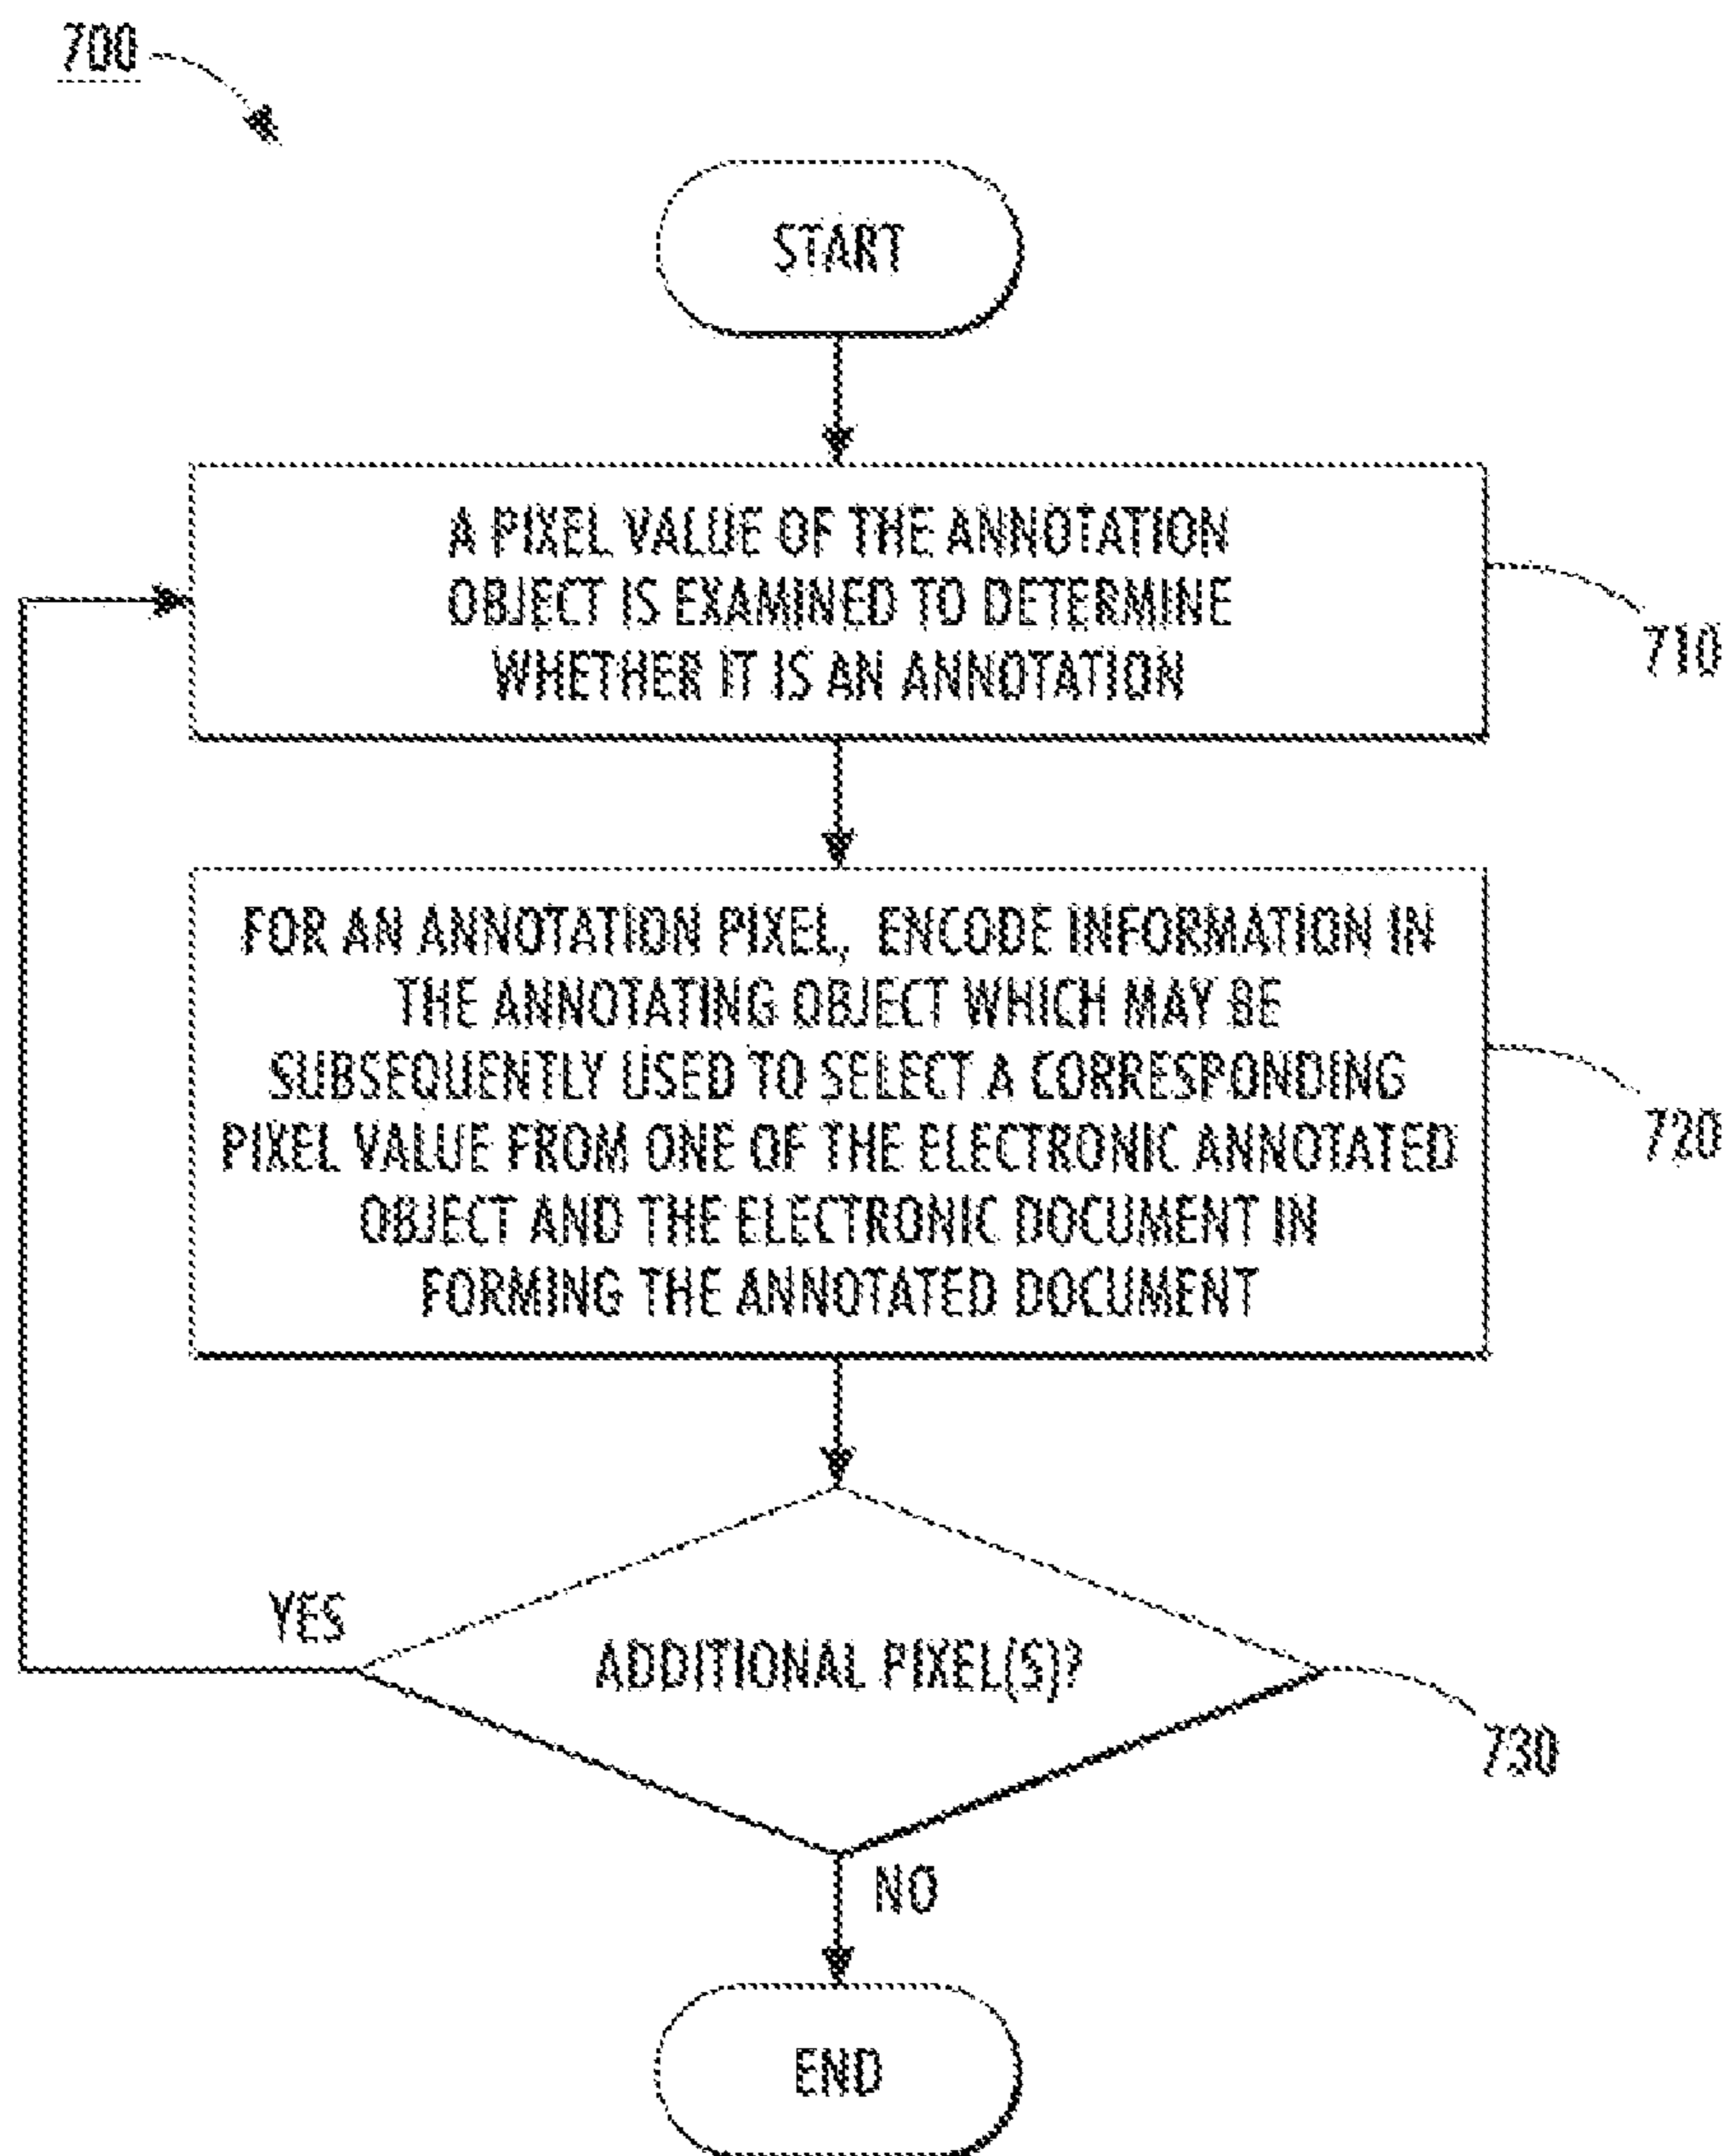 700
START
A PIXEL VALUE OF THE ANNOTATION
OBJECT IS EXAMINED TO DETERMINE
WHETHER IT IS AN ANNOTATION
710
FOR AN ANNOTATION PIXEL, ENCODE INFORMATION IN
THE ANNOTATING OBJECT WHICH MAY BE
SUBSEQUENTLY USED TO SELECT A CORRESPONDING
PIXEL VALUE FROM ONE OF THE ELECTRONIC ANNOTATED
OBJECT AND THE ELECTRONIC DOCUMENT IN
FORMING THE ANNOTATED DOCUMENT
720
YES
ADDITIONAL PIXEL(S)?
730
NO
END